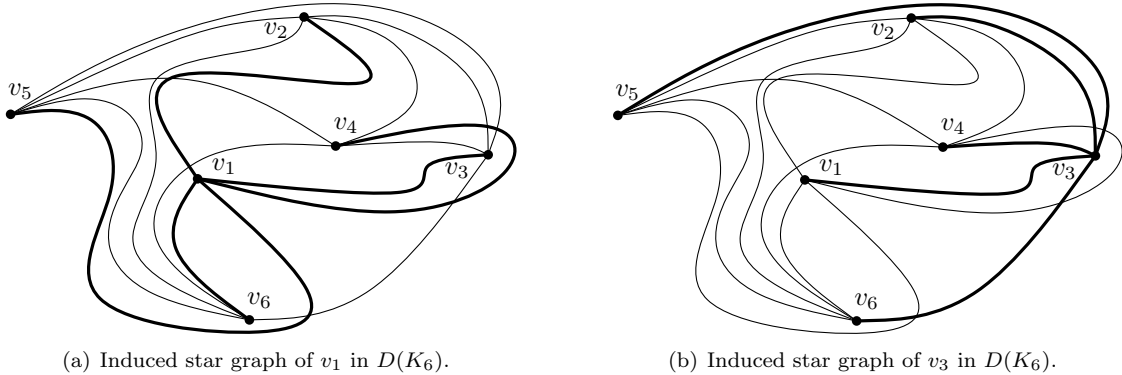 v₂
v₅
v₄
v₁
v₃
v₆
(a) Induced star graph of v₁ in D(K₆).
v₂
v₅
v₄
v₁
v₃
v₆
(b) Induced star graph of v₃ in D(K₆).